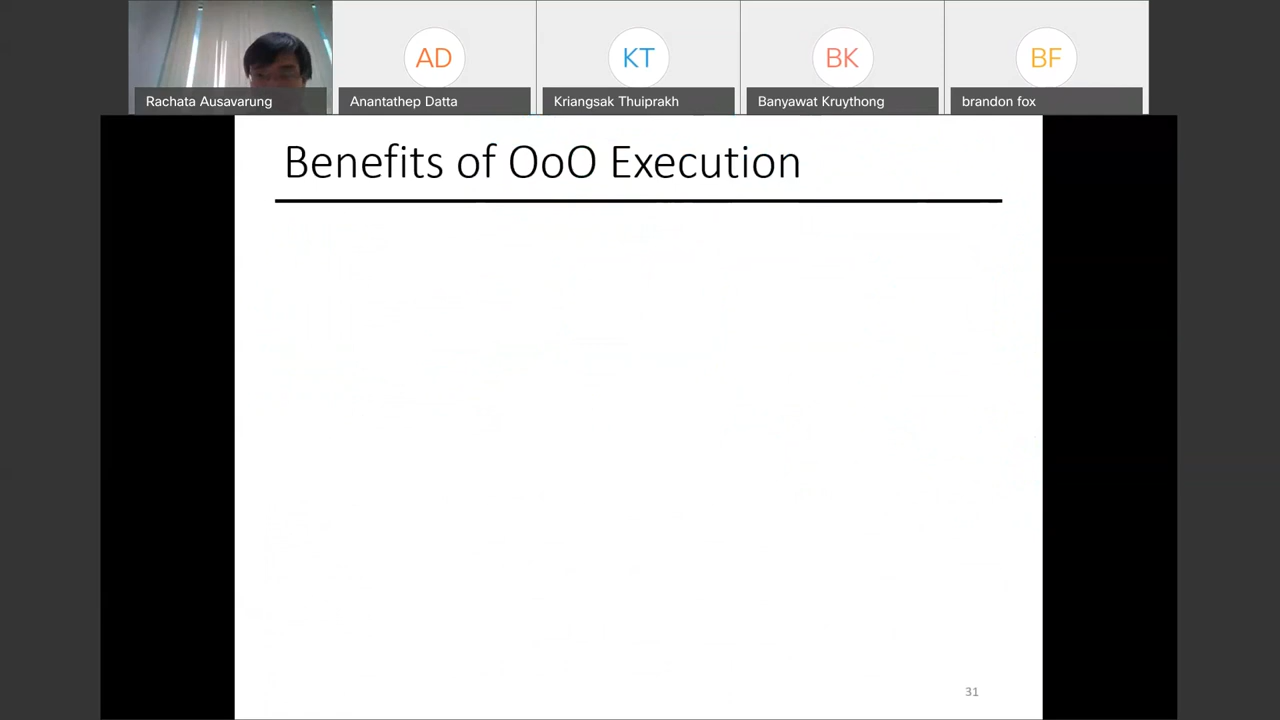 AD
KT
BK
BF
Rachata Ausavarung
Anantathep Datta
Kriangsak Thuiprakh
Banyawat Kruythong
brandon fox
Benefits of OoO Execution
31